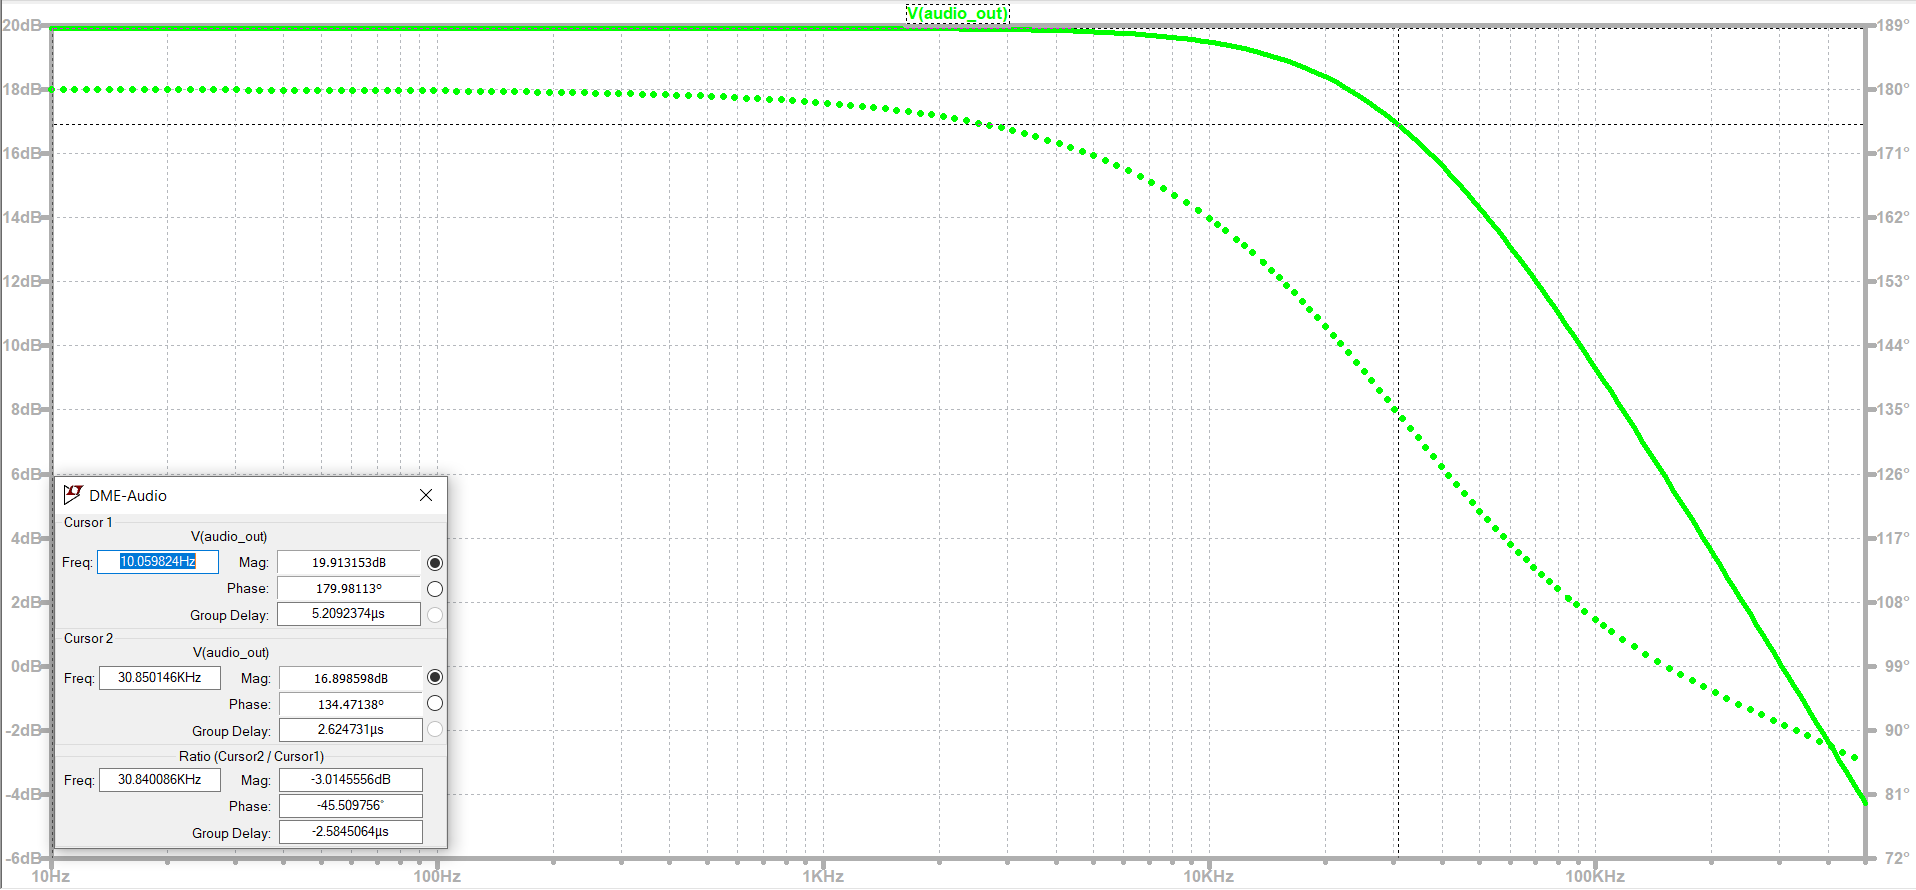 V(audio_out)
20dB
18dB
16dB
14dB
12dB
10dB
8dB
6dB
4dB
2dB
0dB
-2dB
-4dB
-6dB
189°
180°
171°
162°
153°
144°
135°
126°
117°
108°
99°
90°
81°
72°
10Hz
100Hz
1KHz
10KHz
100KHz
DME-Audio
Cursor 1
V(audio_out)
Freq: 10.059824Hz Mag: 19.913153dB
Phase: 179.98113°
Group Delay: 5.2092374µs
Cursor 2
V(audio_out)
Freq: 30.850146KHz Mag: 16.898598dB
Phase: 134.47138°
Group Delay: 2.624731µs
Ratio (Cursor2 / Cursor1)
Freq: 30.840086KHz Mag: -3.0145556dB
Phase: -45.509756°
Group Delay: -2.5845064µs